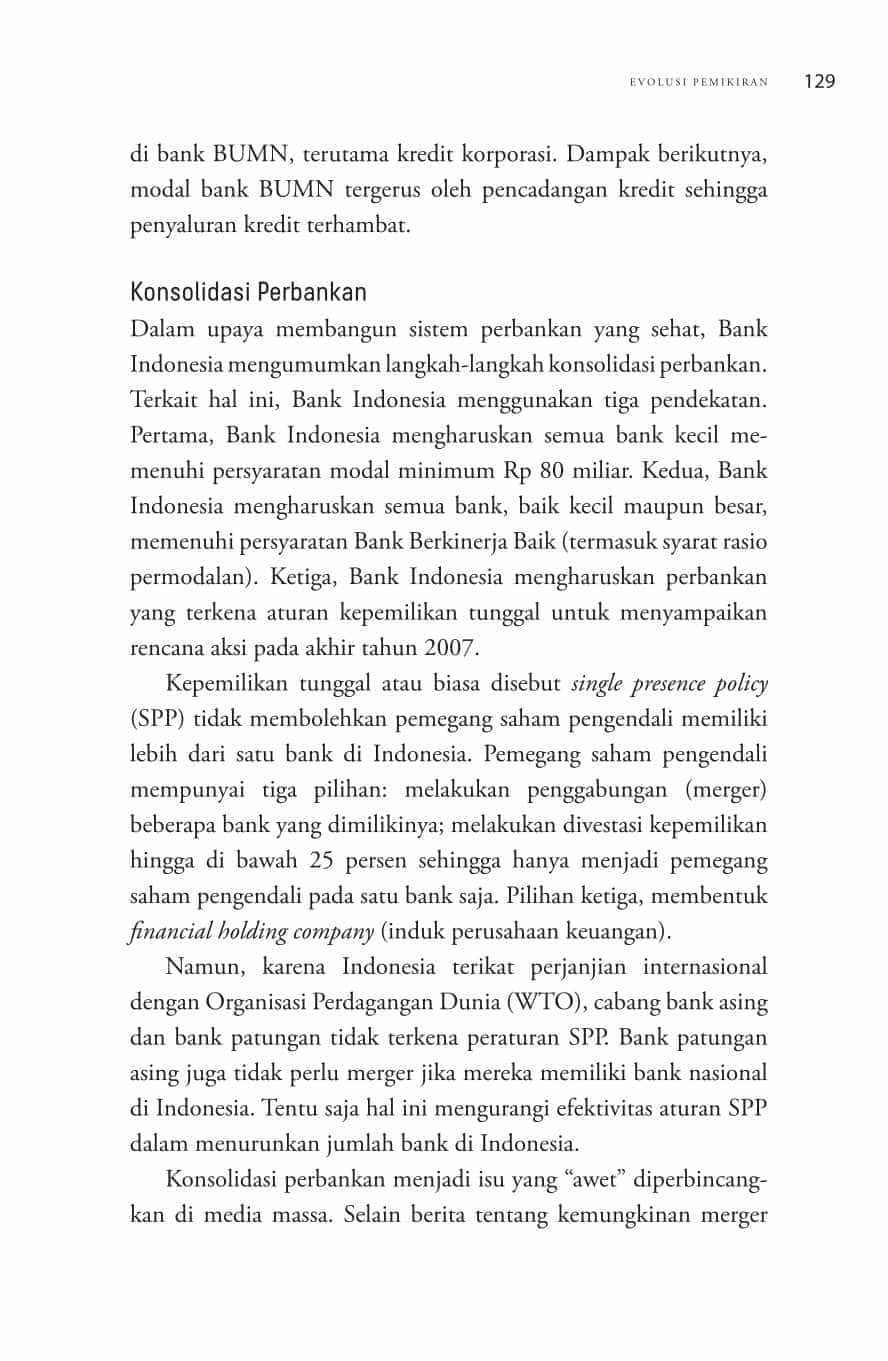 EVOLUSI PEMIKIRAN 129
di bank BUMN, terutama kredit korporasi. Dampak berikutnya,
modal bank BUMN tergerus oleh pencadangan kredit sehingga
penyaluran kredit terhambat.
Konsolidasi Perbankan
Dalam upaya membangun sistem perbankan yang sehat, Bank
Indonesia mengumumkan langkah-langkah konsolidasi perbankan.
Terkait hal ini, Bank Indonesia menggunakan tiga pendekatan.
Pertama, Bank Indonesia mengharuskan semua bank kecil me-
menuhi persyaratan modal minimum Rp 80 miliar. Kedua, Bank
Indonesia mengharuskan semua bank, baik kecil maupun besar,
memenuhi persyaratan Bank Berkinerja Baik (termasuk syarat rasio
permodalan). Ketiga, Bank Indonesia mengharuskan perbankan
yang terkena aturan kepemilikan tunggal untuk menyampaikan
rencana aksi pada akhir tahun 2007.
Kepemilikan tunggal atau biasa disebut single presence policy
(SPP) tidak membolehkan pemegang saham pengendali memiliki
lebih dari satu bank di Indonesia. Pemegang saham pengendali
mempunyai tiga pilihan: melakukan penggabungan (merger)
beberapa bank yang dimilikinya; melakukan divestasi kepemilikan
hingga di bawah 25 persen sehingga hanya menjadi pemegang
saham pengendali pada satu bank saja. Pilihan ketiga, membentuk
financial holding company (induk perusahaan keuangan).
Namun, karena Indonesia terikat perjanjian internasional
dengan Organisasi Perdagangan Dunia (WTO), cabang bank asing
dan bank patungan tidak terkena peraturan SPP. Bank patungan
asing juga tidak perlu merger jika mereka memiliki bank nasional
di Indonesia. Tentu saja hal ini mengurangi efektivitas aturan SPP
dalam menurunkan jumlah bank di Indonesia.
Konsolidasi perbankan menjadi isu yang “awet” diperbincang-
kan di media massa. Selain berita tentang kemungkinan merger